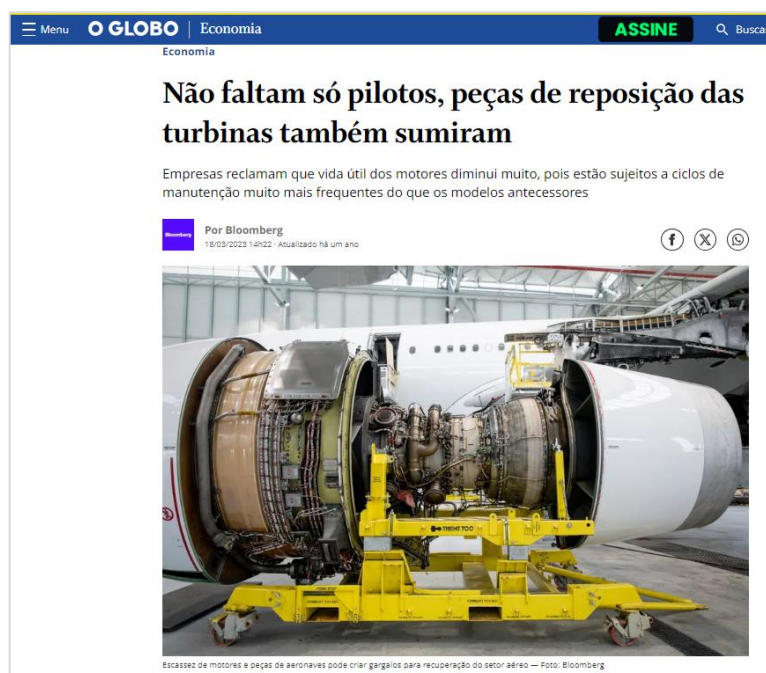 Menu O GLOBO | Economia ASSINE Buscar
Economia
Não faltam só pilotos, peças de reposição das
turbinas também sumiram
Empresas reclamam que vida útil dos motores diminui muito, pois estão sujeitos a ciclos de
manutenção muito mais frequentes do que os modelos antecessores
Bloomberg
Por Bloomberg
18/03/2023 14h22 · Atualizado há um ano
TRENT 700
Escassez de motores e peças de aeronaves pode criar gargalos para recuperação do setor aéreo — Foto: Bloomberg